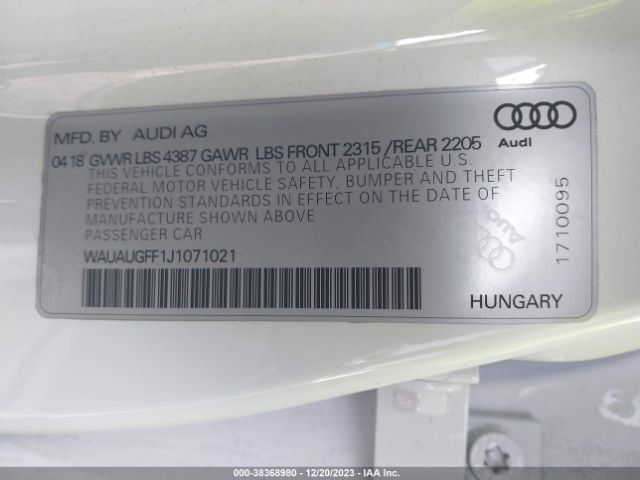 MFD. BY AUDI AG
Audi
04 18 GVWR LBS 4387 GAWR LBS FRONT 2315 /REAR 2205
THIS VEHICLE CONFORMS TO ALL APPLICABLE U.S.
FEDERAL MOTOR VEHICLE SAFETY, BUMPER AND THEFT
PREVENTION STANDARDS IN EFFECT ON THE DATE OF
MANUFACTURE SHOWN ABOVE
PASSENGER CAR
WAUAUGFF1J1071021
Audi
1710095
HUNGARY
000-38368980 - 12/20/2023 - IAA Inc.